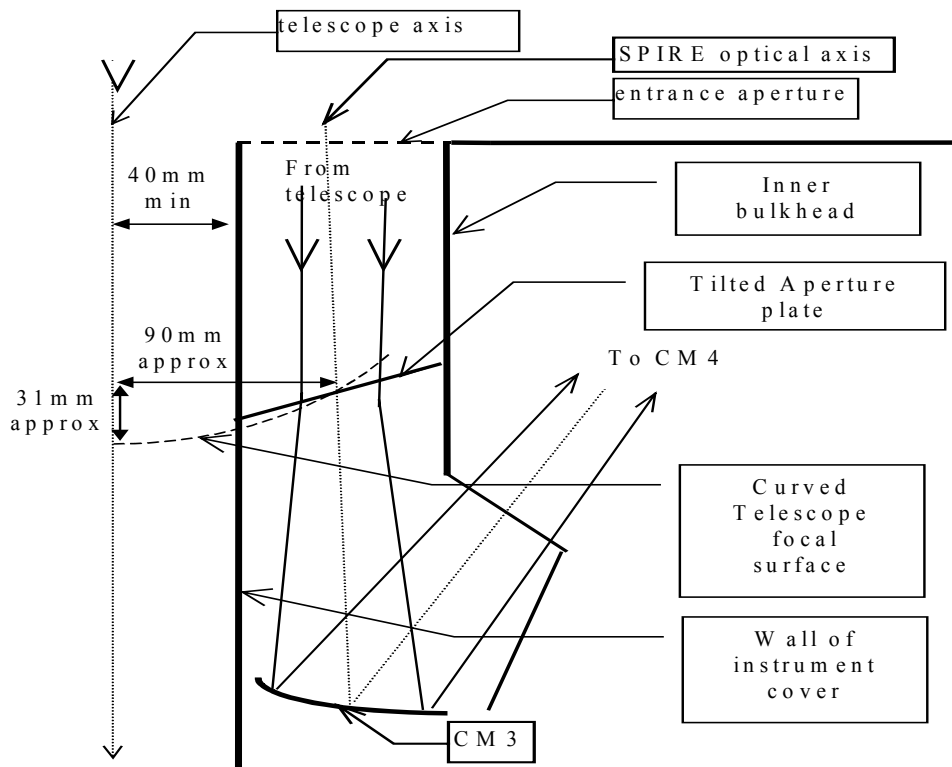 telescope axis
SPIRE optical axis
entrance aperture
From
telescope
40mm
min
Inner
bulkhead
Tilted Aperture
plate
90mm
approx
To CM4
31mm
approx
Curved
Telescope
focal
surface
Wall of
instrument
cover
CM3